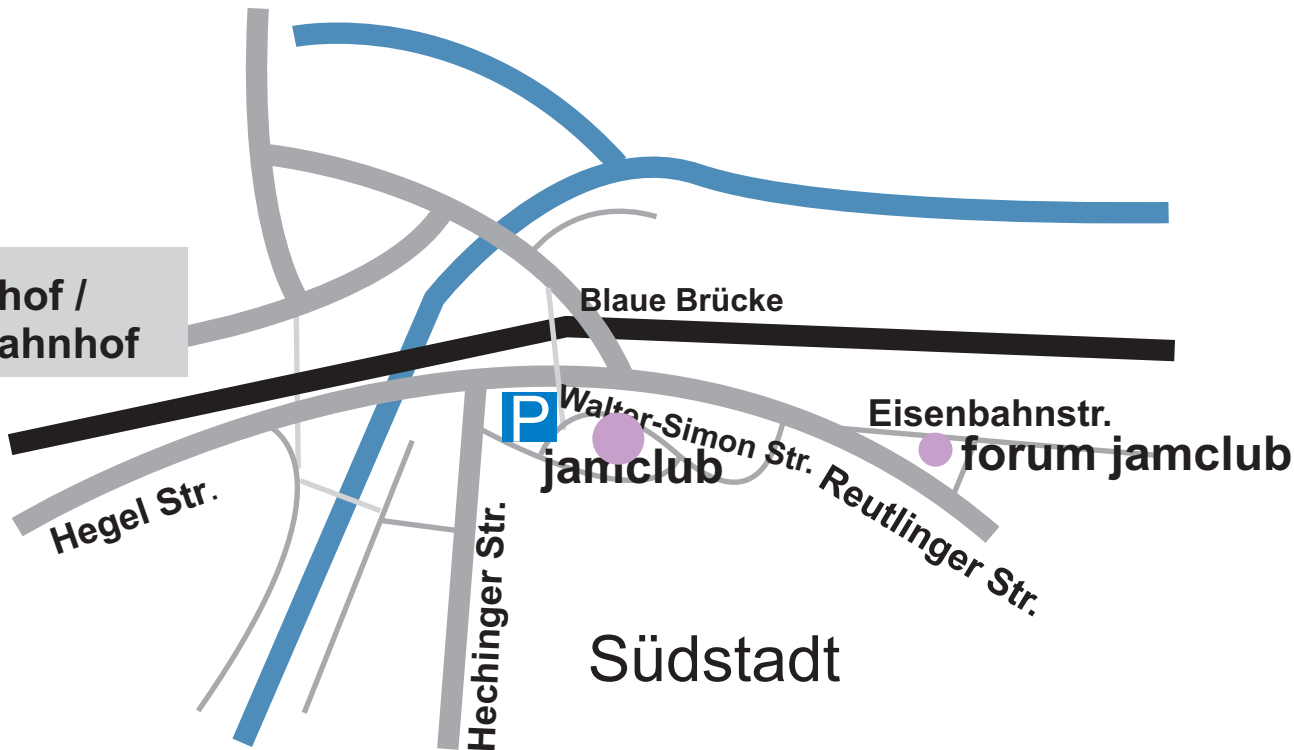 hof /
ahnhof
Blaue Brücke
P
Walter-Simon Str.
jamclub
Eisenbahnstr.
forum jamclub
Hegel Str.
Reutlinger Str.
Hechinger Str.
Südstadt